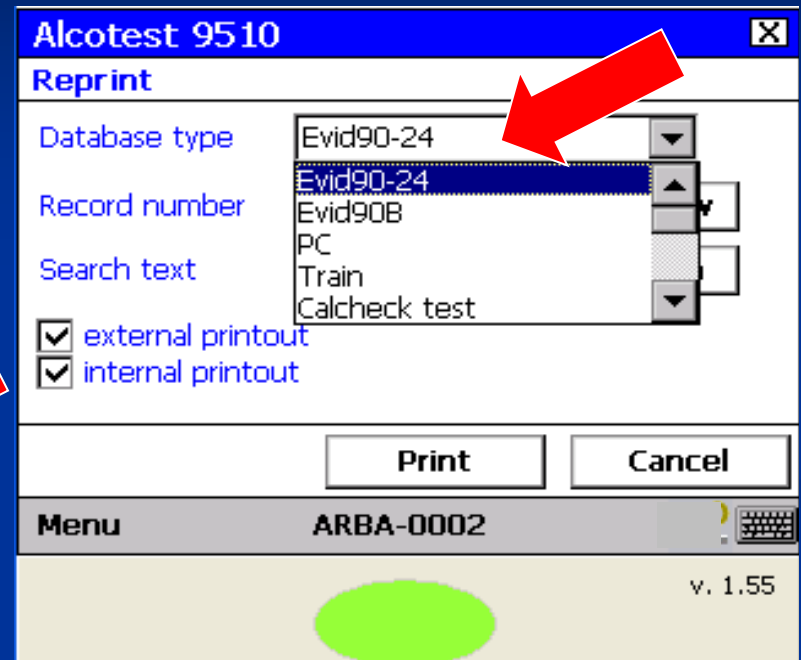 Alcotest 9510
Reprint
Database type Evid90-24
Evid90-24
Record number
Evid90B
PC
Search text
Train
Calcheck test
external printout
internal printout
Print Cancel
Menu ARBA-0002
v. 1.55